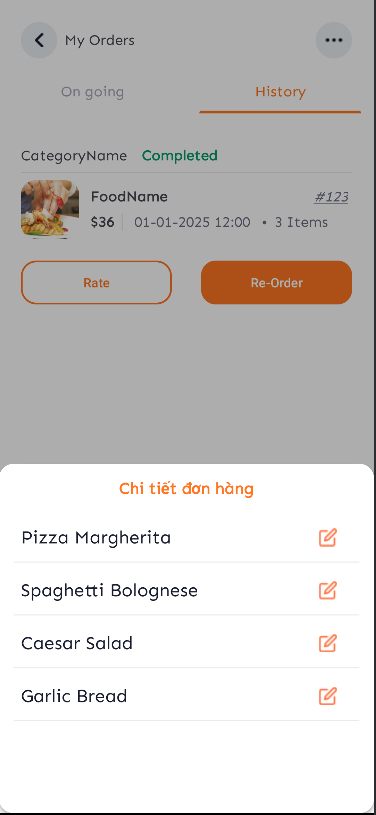 My Orders
On going
History
CategoryName Completed
FoodName #123
$36 01-01-2025 12:00 • 3 Items
Rate
Re-Order
Chi tiết đơn hàng
Pizza Margherita
Spaghetti Bolognese
Caesar Salad
Garlic Bread